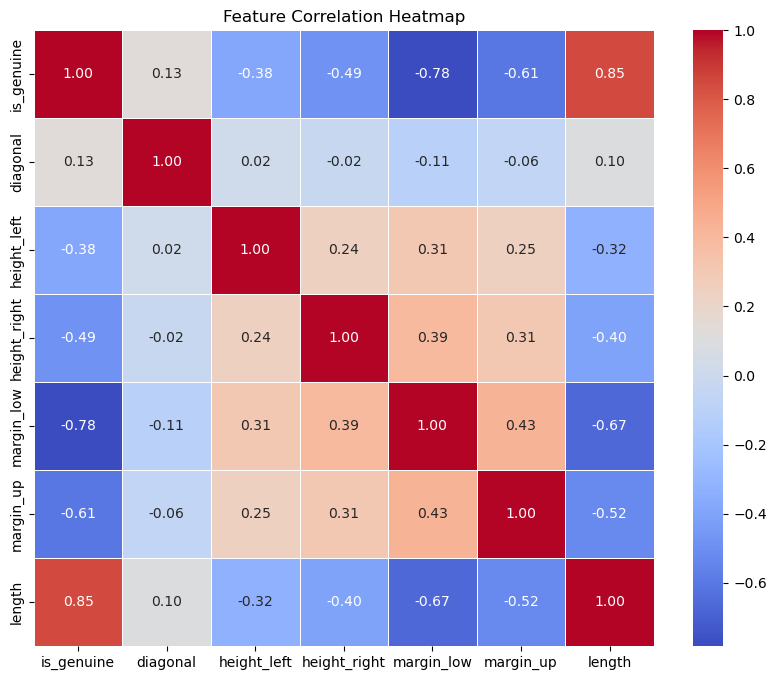 Feature Correlation Heatmap
is_genuine 1.00 0.13 -0.38 -0.49 -0.78 -0.61 0.85
diagonal 0.13 1.00 0.02 -0.02 -0.11 -0.06 0.10
height_left -0.38 0.02 1.00 0.24 0.31 0.25 -0.32
height_right -0.49 -0.02 0.24 1.00 0.39 0.31 -0.40
margin_low -0.78 -0.11 0.31 0.39 1.00 0.43 -0.67
margin_up -0.61 -0.06 0.25 0.31 0.43 1.00 -0.52
length 0.85 0.10 -0.32 -0.40 -0.67 -0.52 1.00
is_genuine diagonal height_left height_right margin_low margin_up length
1.0
0.8
0.6
0.4
0.2
0.0
-0.2
-0.4
-0.6